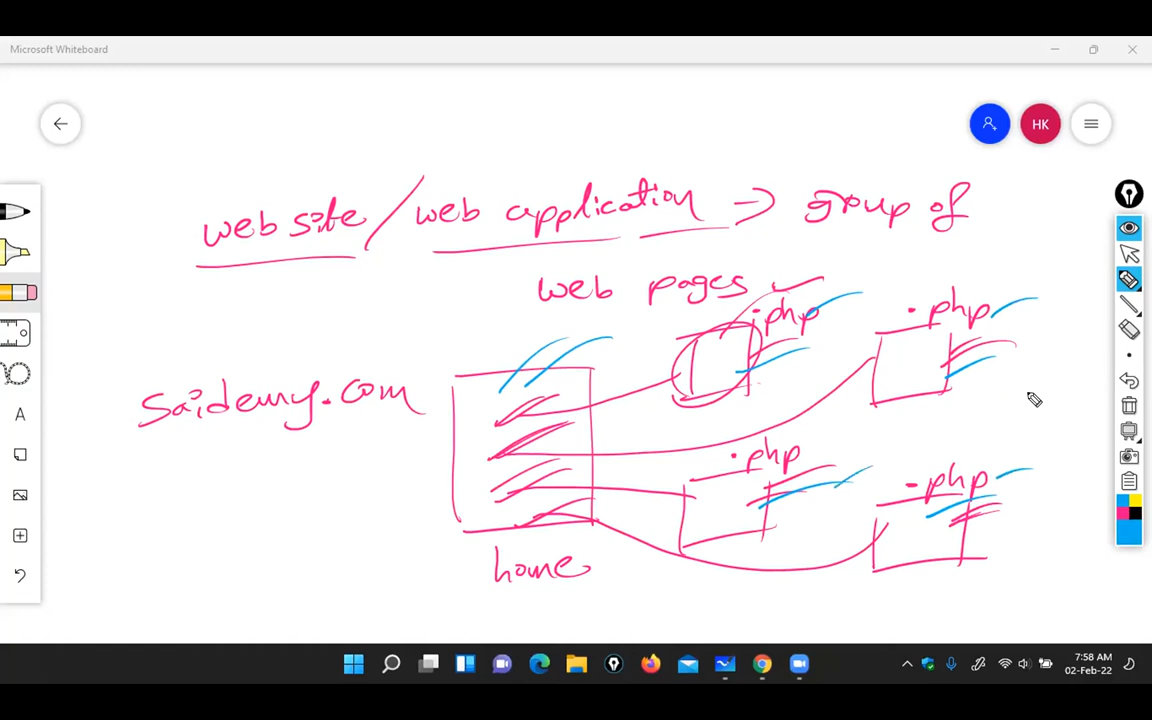 Microsoft Whiteboard
HK
web site / web application → group of
web pages
.php
.php
saidemy.com
.php
.php
home
A
7:58 AM
02-Feb-22